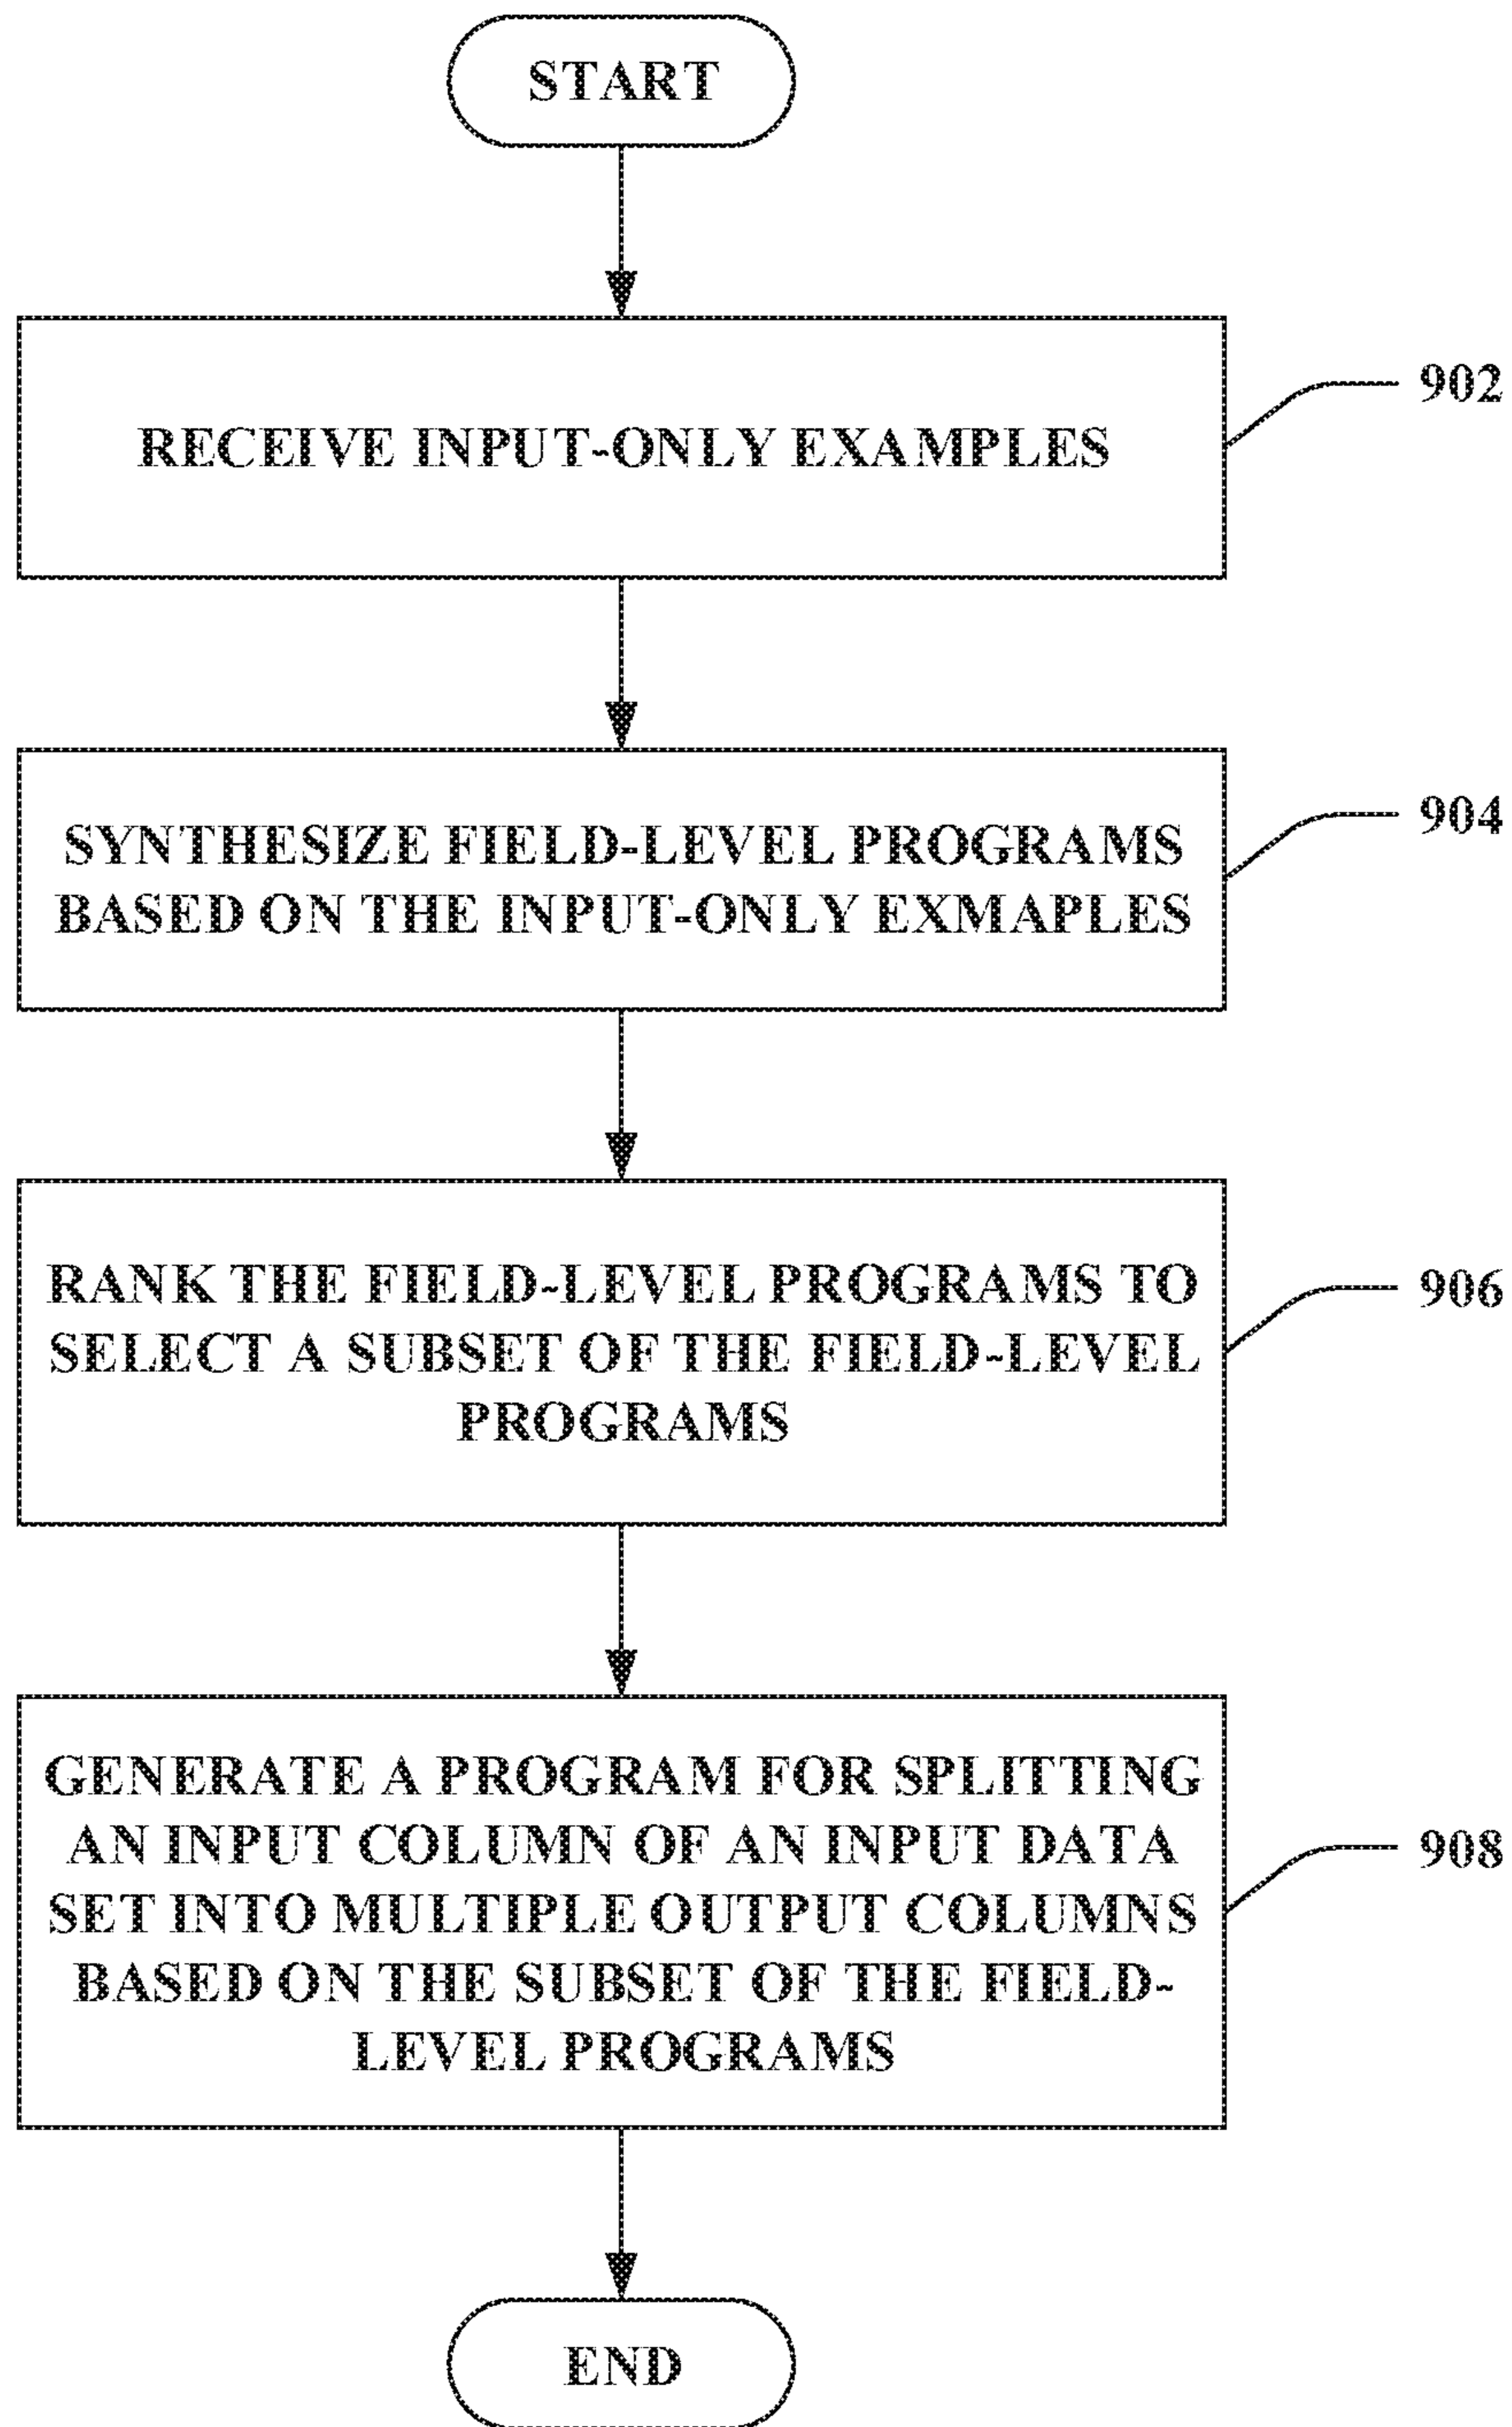 START
RECEIVE INPUT-ONLY EXAMPLES
902
SYNTHESIZE FIELD-LEVEL PROGRAMS
BASED ON THE INPUT-ONLY EXMAPLES
904
RANK THE FIELD-LEVEL PROGRAMS TO
SELECT A SUBSET OF THE FIELD-LEVEL
PROGRAMS
906
GENERATE A PROGRAM FOR SPLITTING
AN INPUT COLUMN OF AN INPUT DATA
SET INTO MULTIPLE OUTPUT COLUMNS
BASED ON THE SUBSET OF THE FIELD-
LEVEL PROGRAMS
908
END